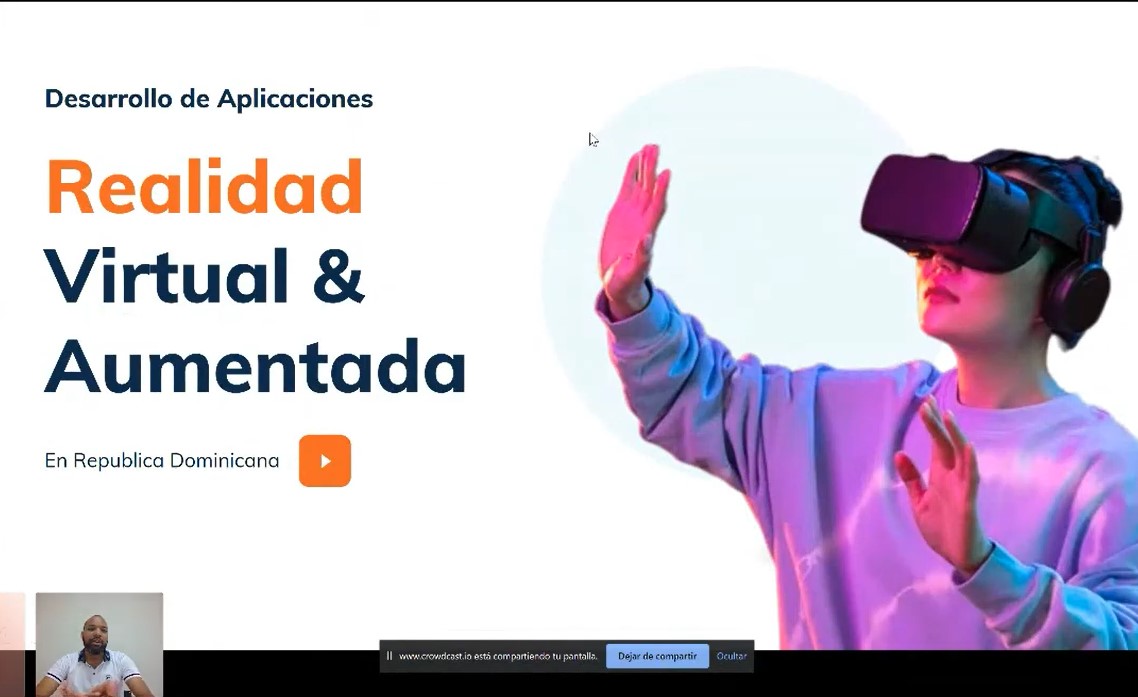 Desarrollo de Aplicaciones
Realidad
Virtual &
Aumentada
En Republica Dominicana
www.crowdcast.io está compartiendo tu pantalla.
Dejar de compartir
Ocultar